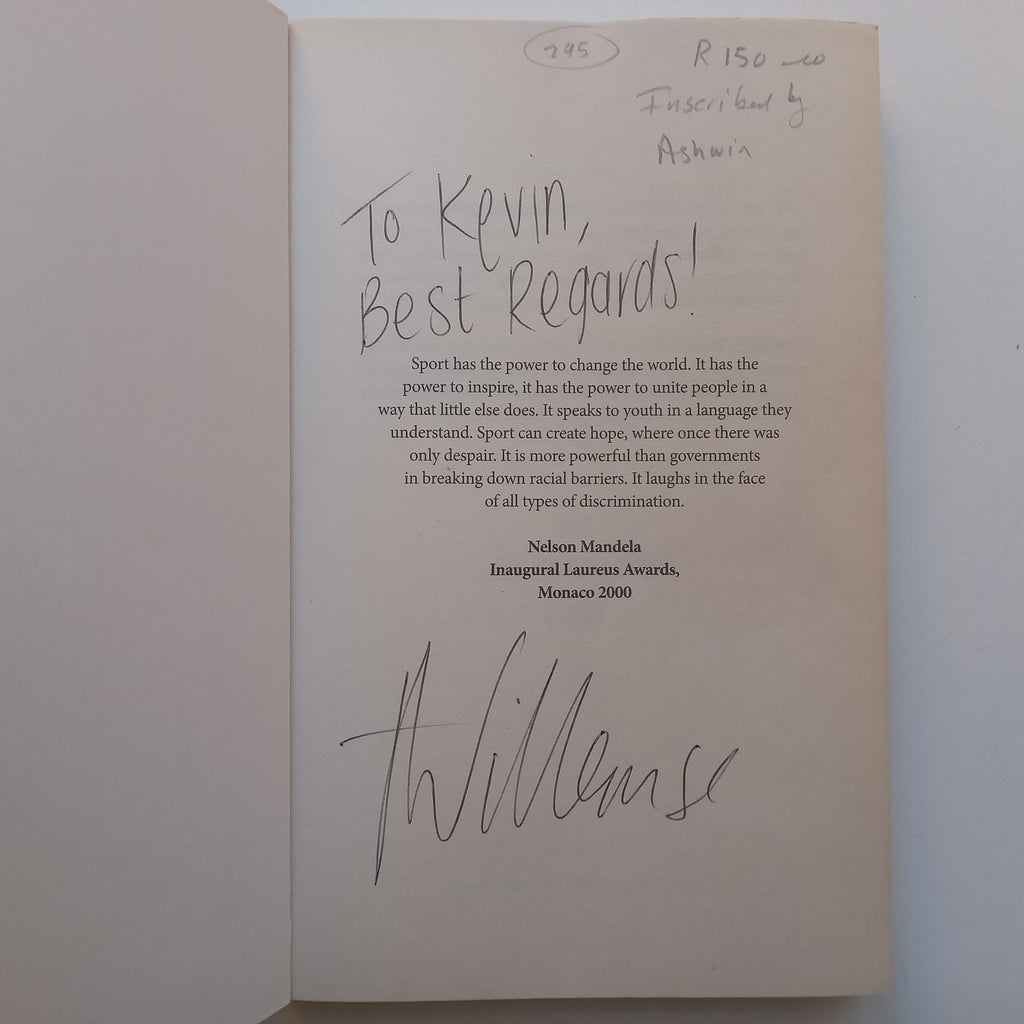 295
R 150 -00
Inscribed by
Ashwin
To Kevin,
Best Regards!
Sport has the power to change the world. It has the
power to inspire, it has the power to unite people in a
way that little else does. It speaks to youth in a language they
understand. Sport can create hope, where once there was
only despair. It is more powerful than governments
in breaking down racial barriers. It laughs in the face
of all types of discrimination.
Nelson Mandela
Inaugural Laureus Awards,
Monaco 2000
AWillemse